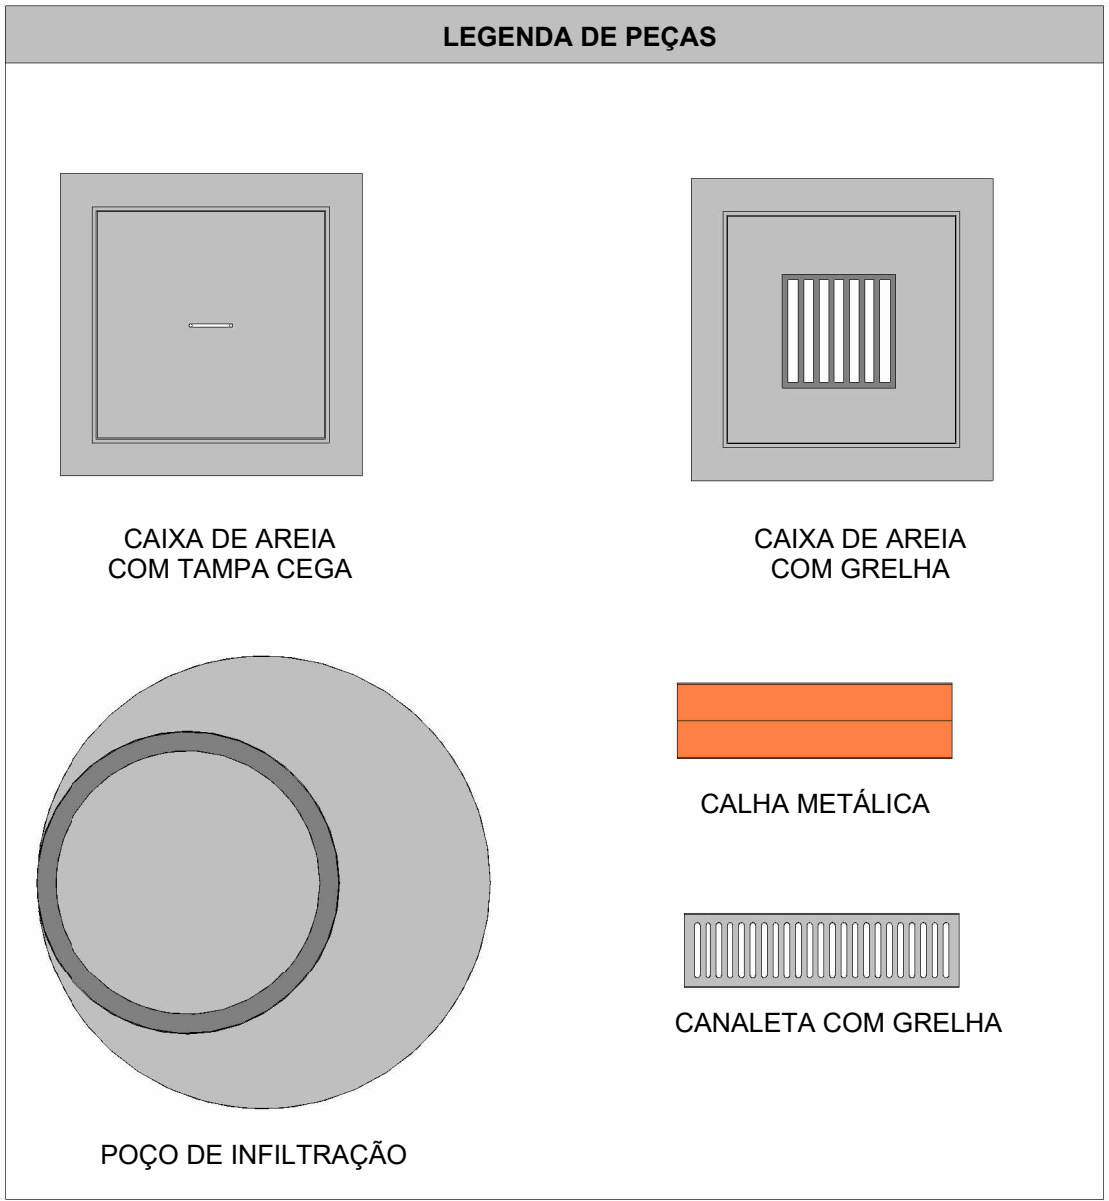 LEGENDA DE PEÇAS
CAIXA DE AREIA
COM TAMPA CEGA
CAIXA DE AREIA
COM GRELHA
CALHA METÁLICA
CANALETA COM GRELHA
POÇO DE INFILTRAÇÃO